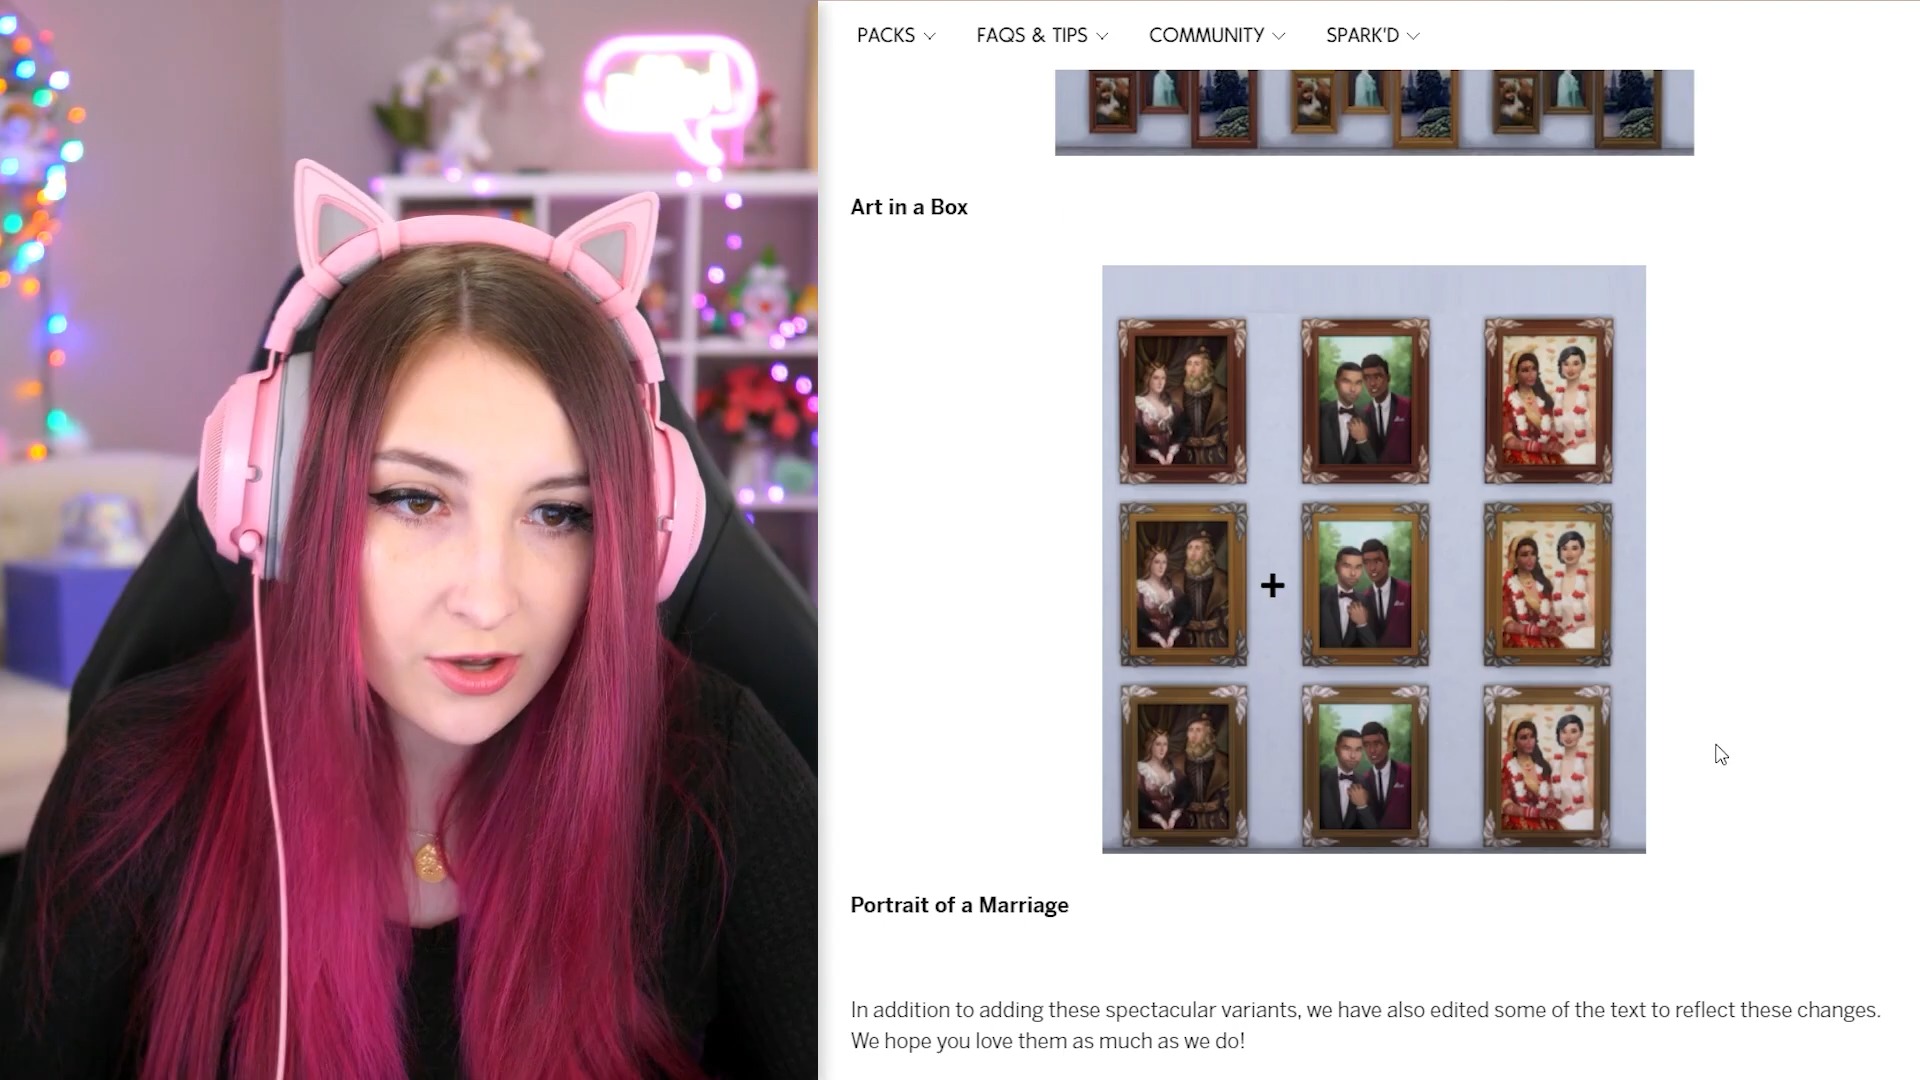 PACKS FAQS & TIPS COMMUNITY SPARK'D
Art in a Box
+
Portrait of a Marriage
In addition to adding these spectacular variants, we have also edited some of the text to reflect these changes.
We hope you love them as much as we do!